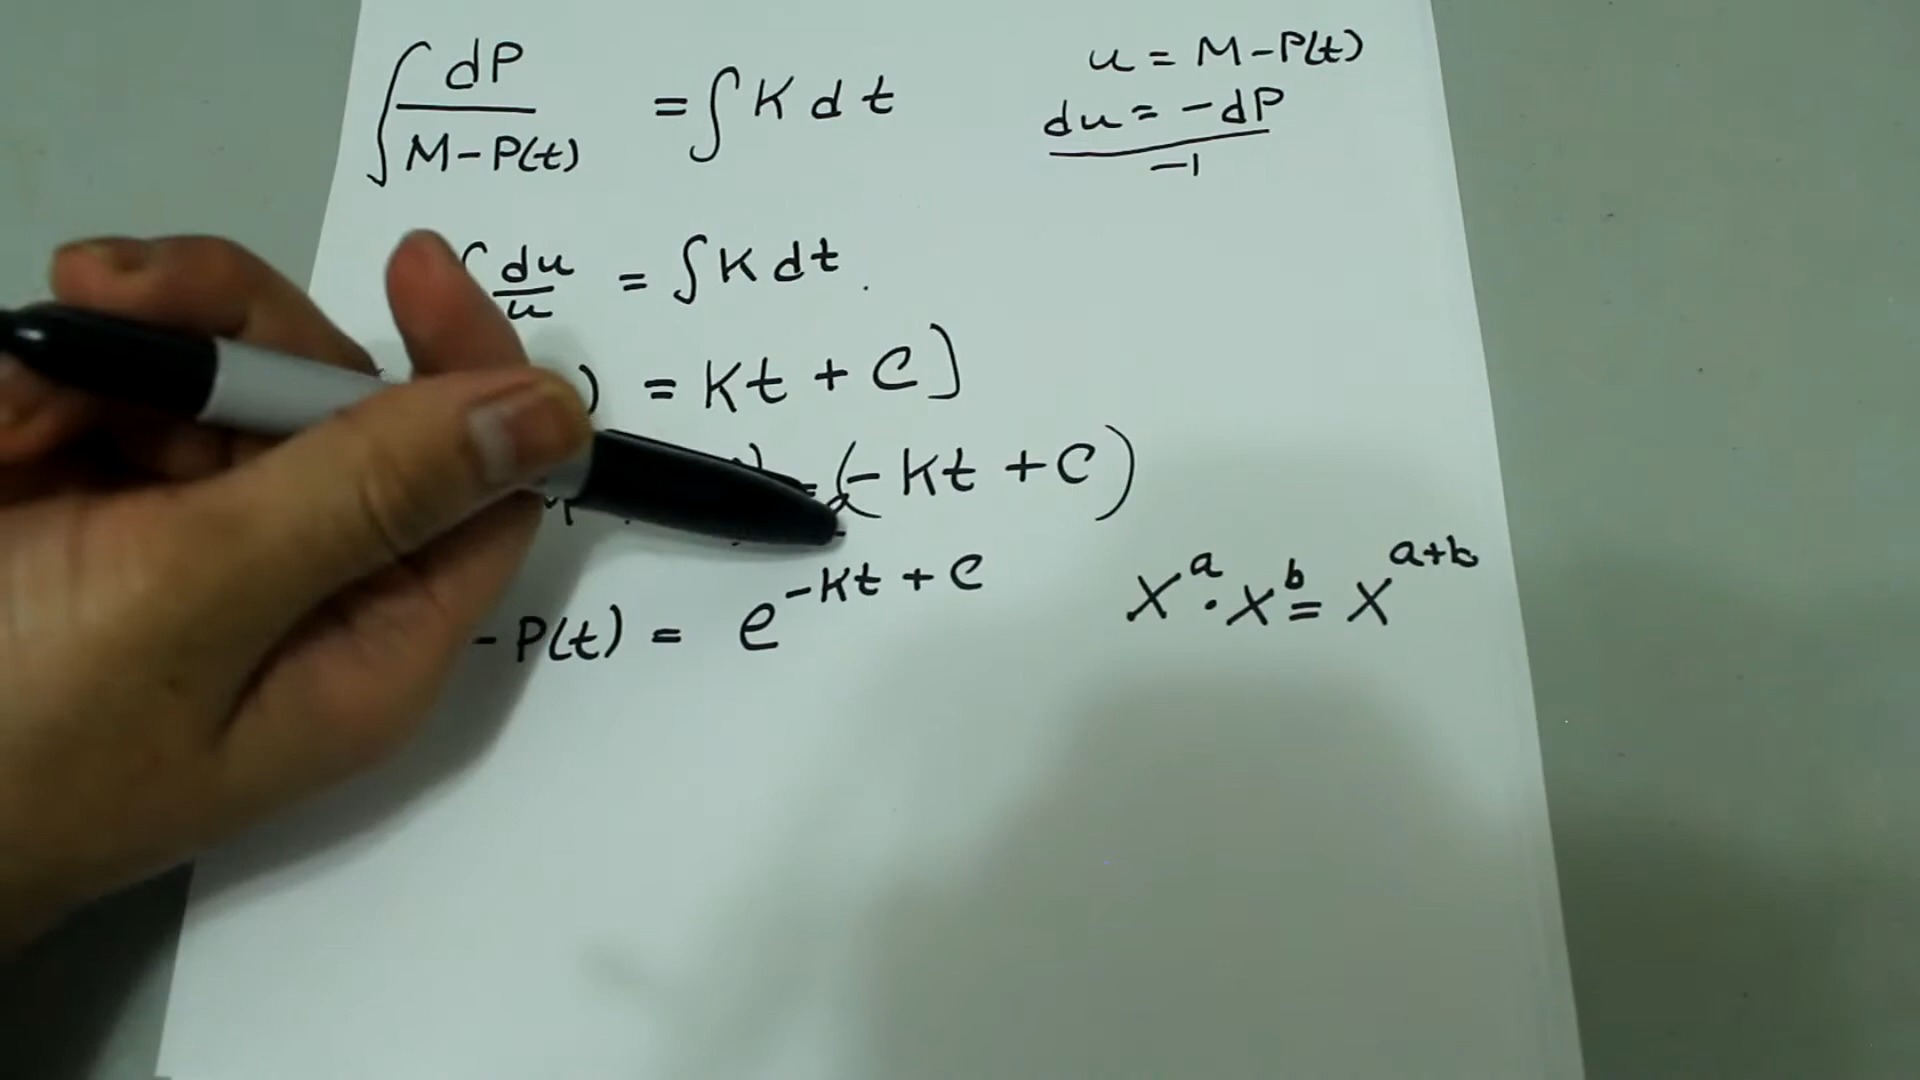 ∫ dP / M - P(t) = ∫ K dt
u = M - P(t)
du = -dP
-1
∫ du / u = ∫ K dt .
) = Kt + C]
) = (-Kt + C)
- P(t) = e^{-Kt + C}
X^a · X^b = X^{a+b}